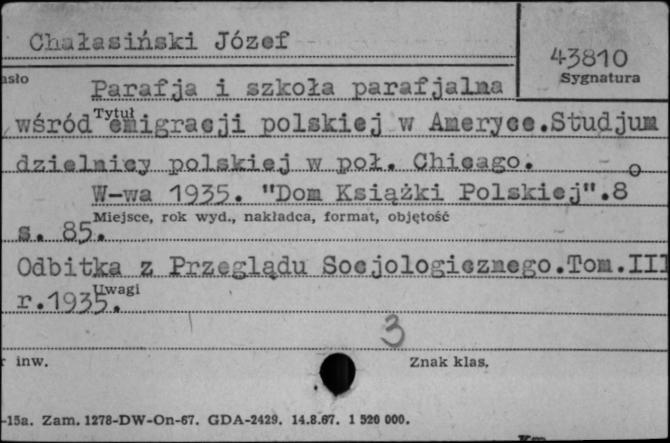 Chałasiński Józef
43810
asło
Sygnatura
Parafja i szkoła parafjalna
Tytuł
wśród emigracji polskiej w Ameryce.Studjum
dzielnicy polskiej w poł. Chicago.
W-wa 1935. "Dom Książki Polskiej".8o
Miejsce, rok wyd., nakładca, format, objętość
s. 85.
Odbitka z Przeglądu Socjologicznego.Tom.III
Uwagi
r.1935.
3
r inw.
Znak klas.
-15a. Zam. 1278-DW-On-67. GDA-2429. 14.8.67. 1 520 000.